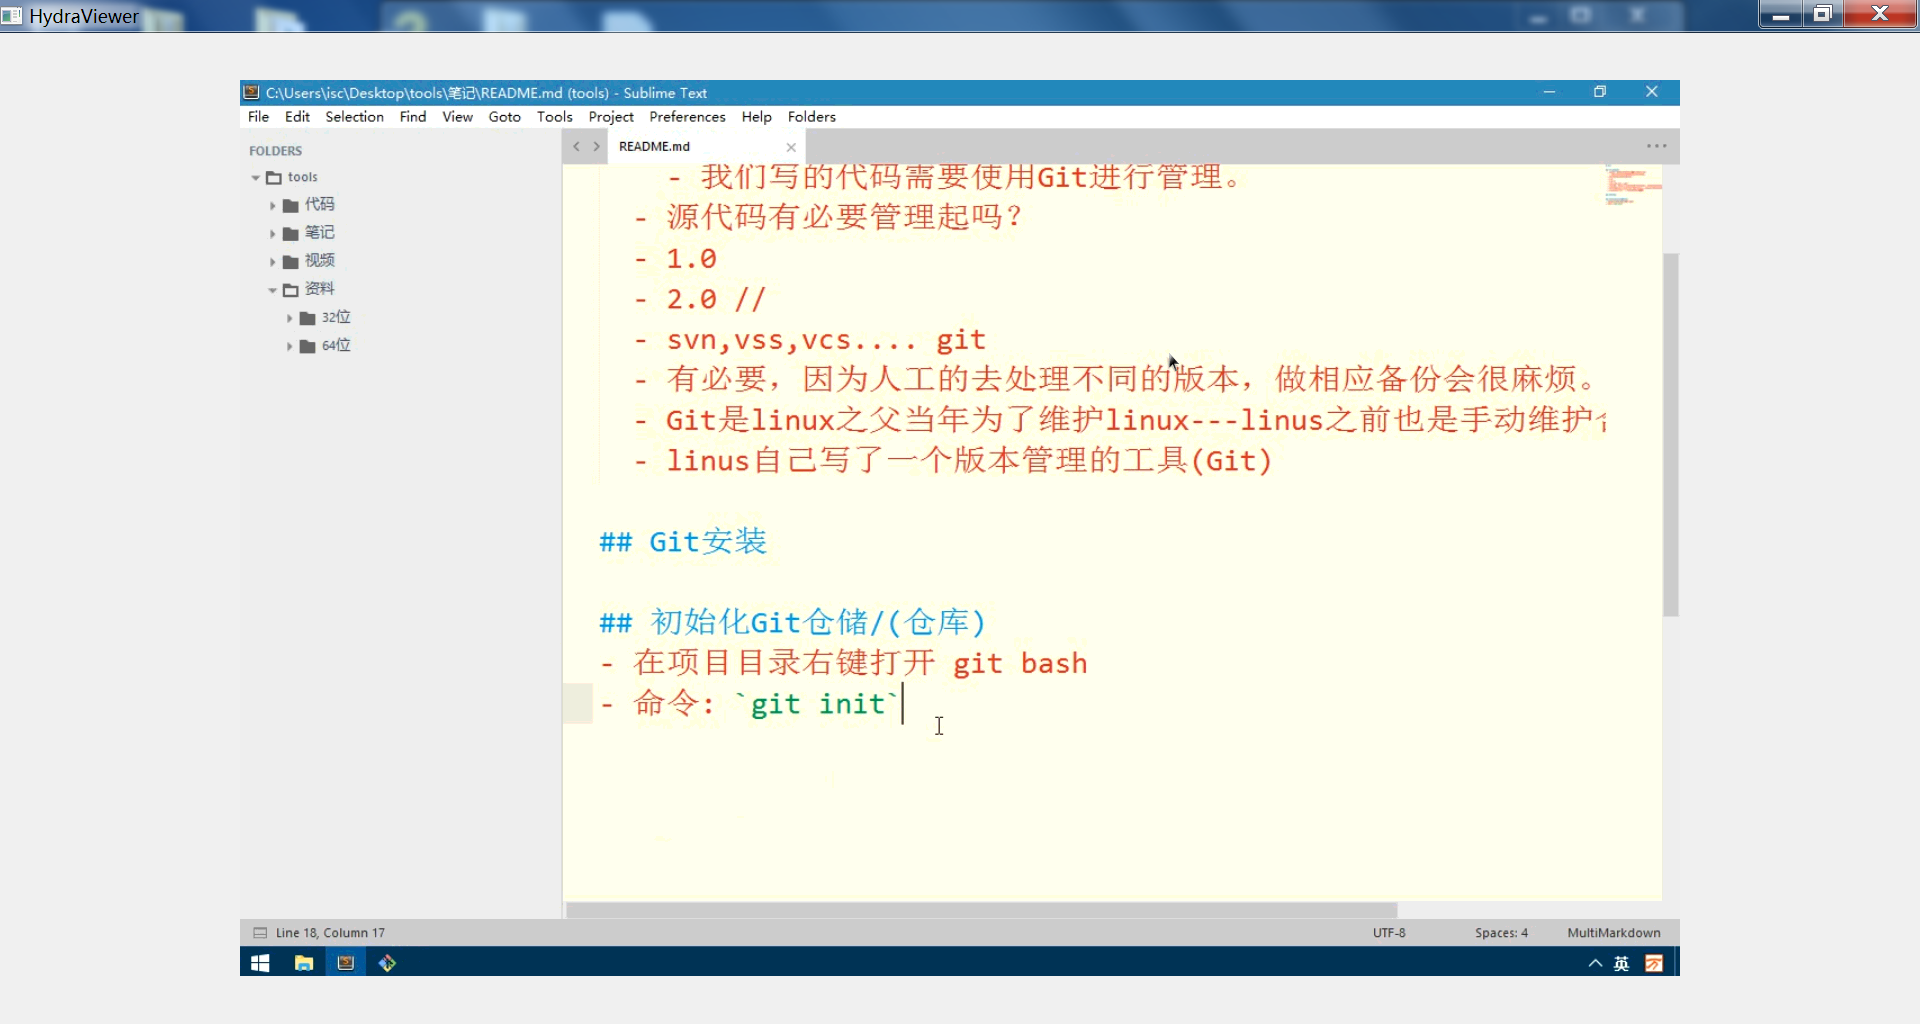 HydraViewer
C:\Users\isc\Desktop\tools\笔记\README.md (tools) - Sublime Text
File Edit Selection Find View Goto Tools Project Preferences Help Folders
FOLDERS
tools
代码
笔记
视频
资料
32位
64位
README.md
- 我们写的代码需要使用Git进行管理。
- 源代码有必要管理起吗?
- 1.0
- 2.0 //
- svn,vss,vcs.... git
- 有必要，因为人工的去处理不同的版本，做相应备份会很麻烦。
- Git是linux之父当年为了维护linux---linus之前也是手动维护
- linus自己写了一个版本管理的工具(Git)
## Git安装
## 初始化Git仓储/(仓库)
- 在项目目录右键打开 git bash
- 命令: `git init`
Line 18, Column 17
UTF-8 Spaces: 4 MultiMarkdown
英